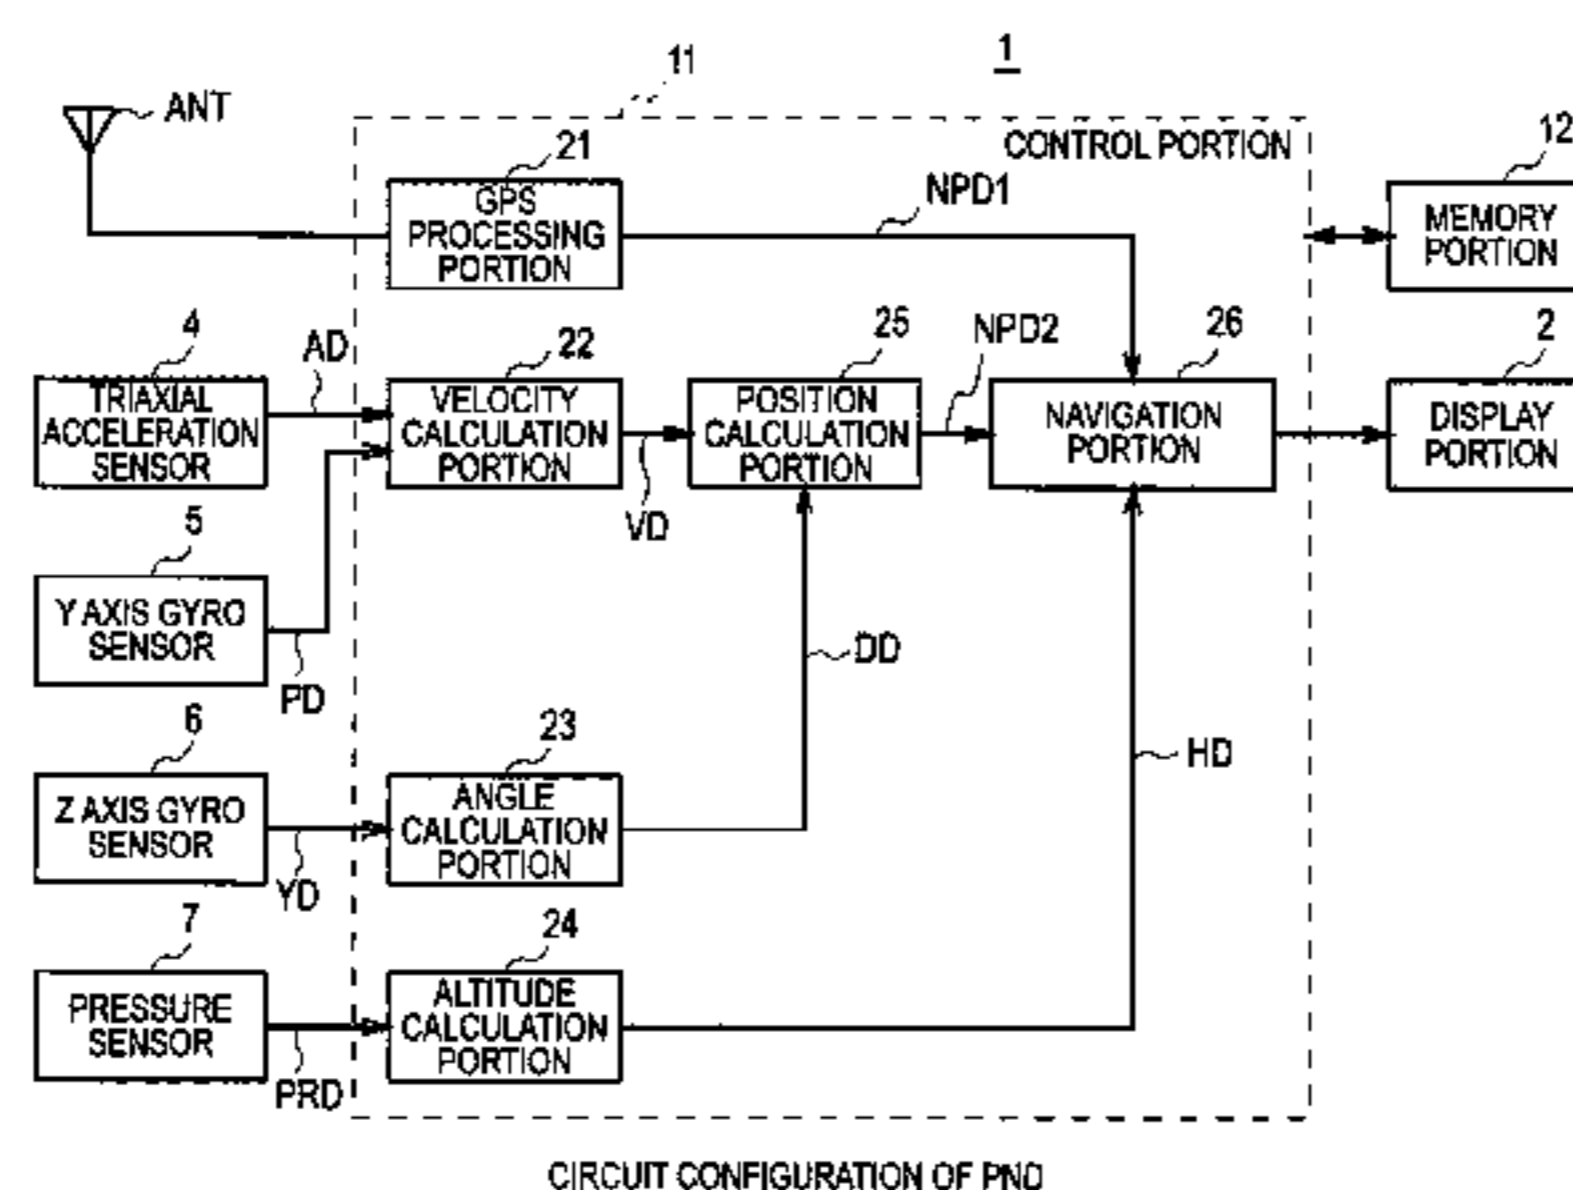 1
11
ANT
CONTROL PORTION
21
GPS
PROCESSING
PORTION
NPD1
12
MEMORY
PORTION
4
TRIAXIAL
ACCELERATION
SENSOR
AD
22
VELOCITY
CALCULATION
PORTION
VD
25
POSITION
CALCULATION
PORTION
NPD2
26
NAVIGATION
PORTION
2
DISPLAY
PORTION
5
Y AXIS GYRO
SENSOR
PD
DD
6
Z AXIS GYRO
SENSOR
YD
23
ANGLE
CALCULATION
PORTION
HD
7
PRESSURE
SENSOR
PRD
24
ALTITUDE
CALCULATION
PORTION
CIRCUIT CONFIGURATION OF PND